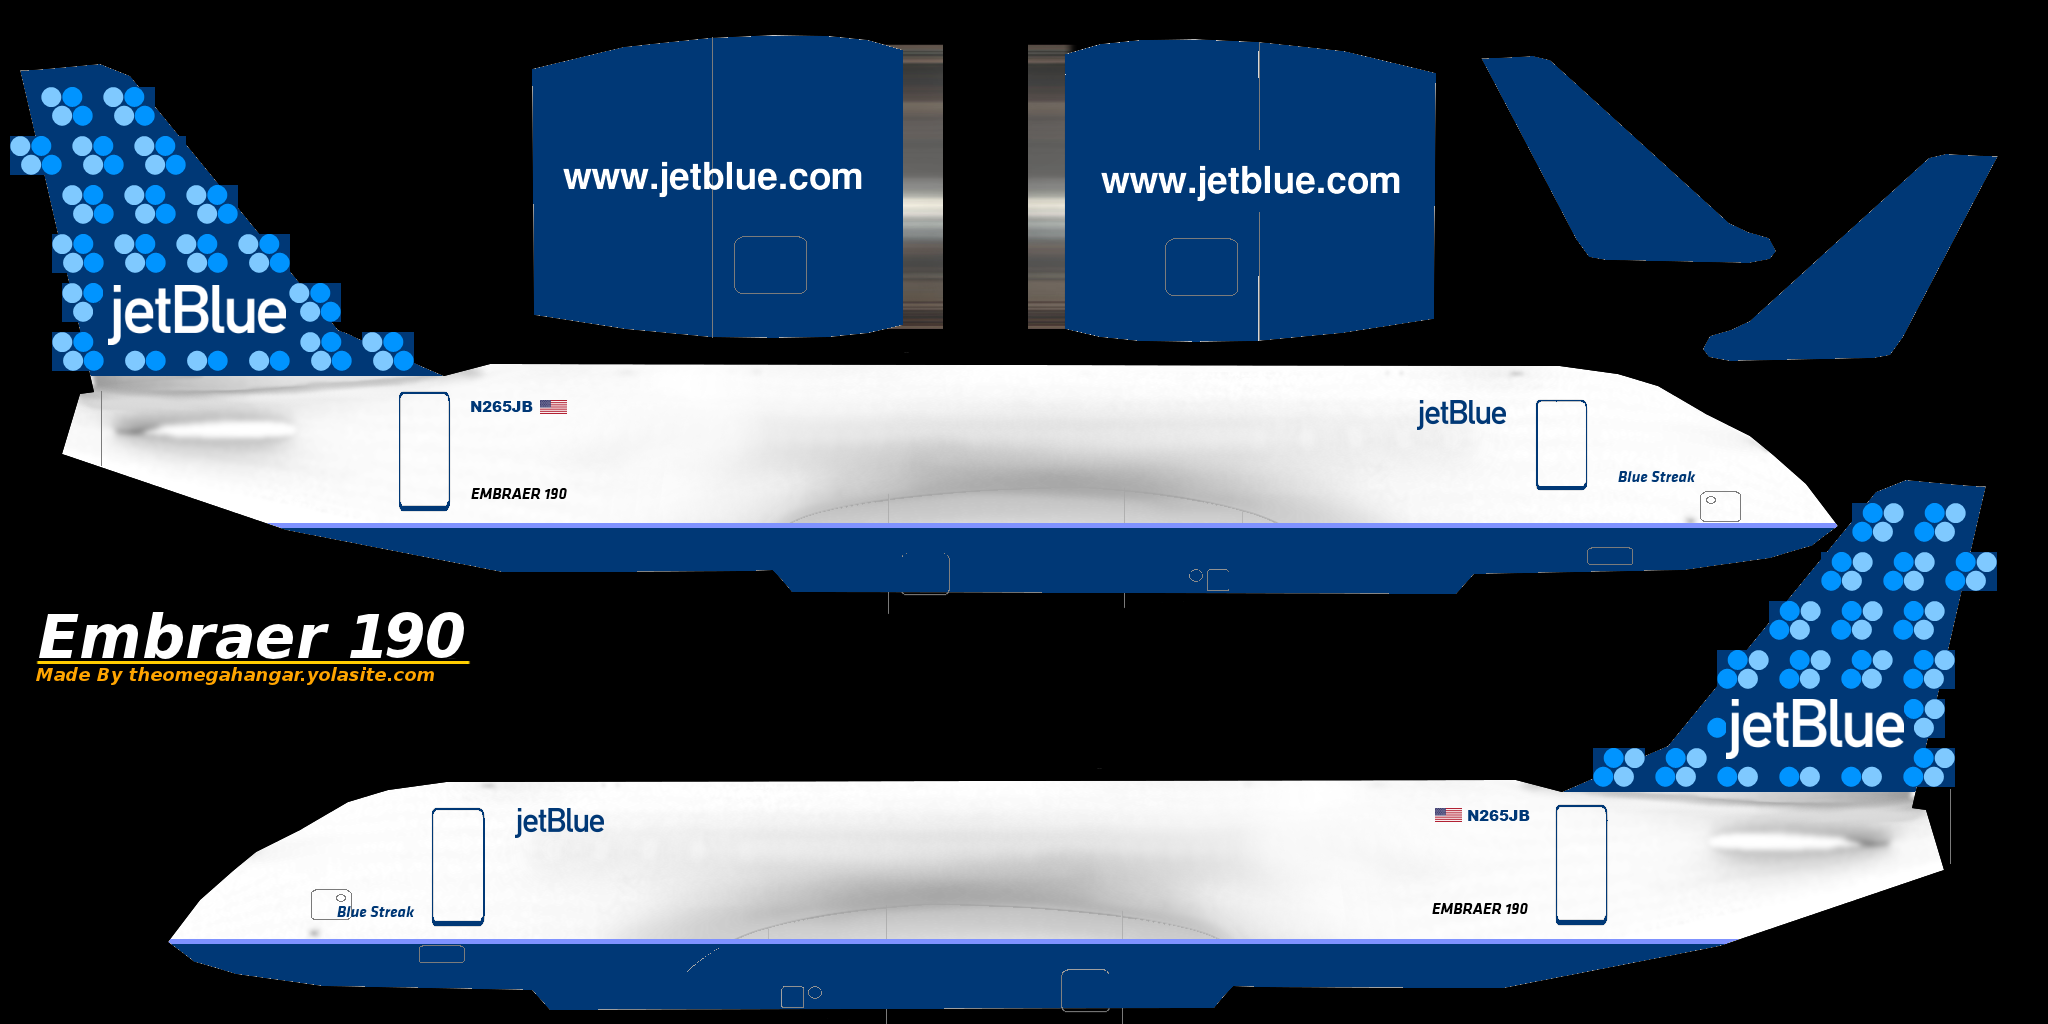 www.jetblue.com
www.jetblue.com
jetBlue
N265JB
jetBlue
EMBRAER 190
Blue Streak
Embraer 190
Made By theomegahangar.yolasite.com
jetBlue
jetBlue
N265JB
Blue Streak
EMBRAER 190